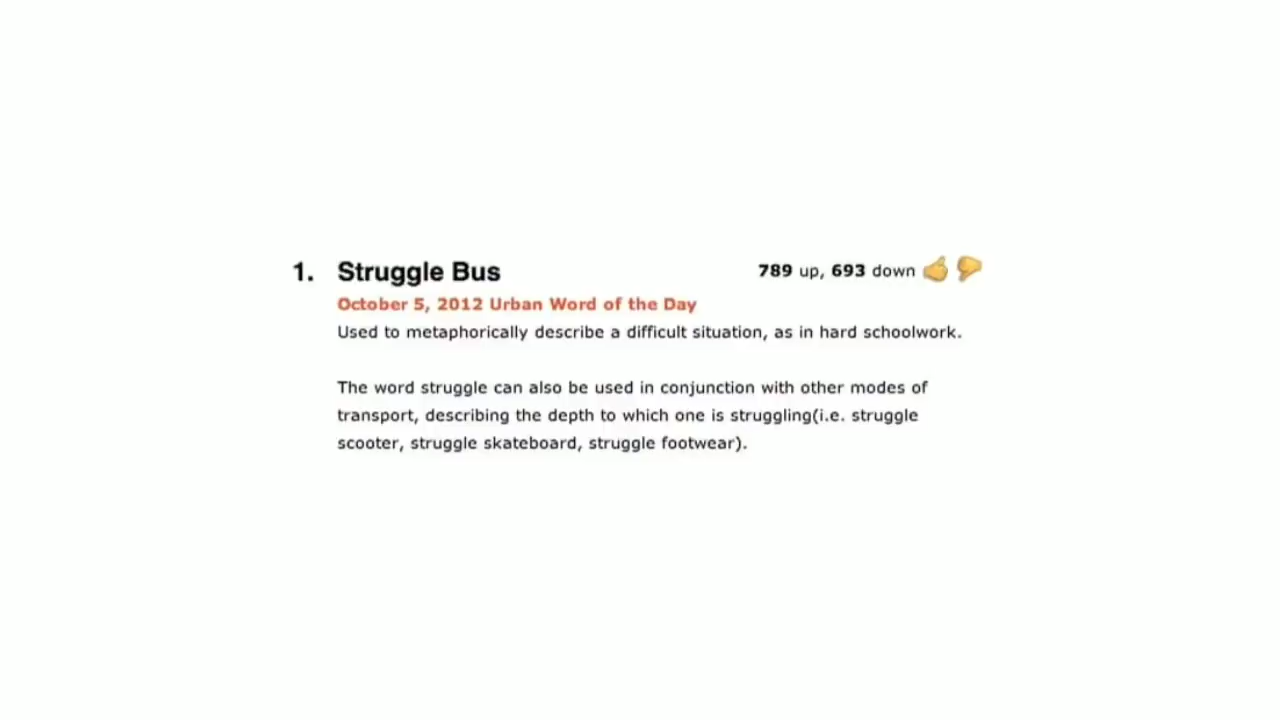 1. Struggle Bus 789 up, 693 down
October 5, 2012 Urban Word of the Day
Used to metaphorically describe a difficult situation, as in hard schoolwork.
The word struggle can also be used in conjunction with other modes of
transport, describing the depth to which one is struggling(i.e. struggle
scooter, struggle skateboard, struggle footwear).